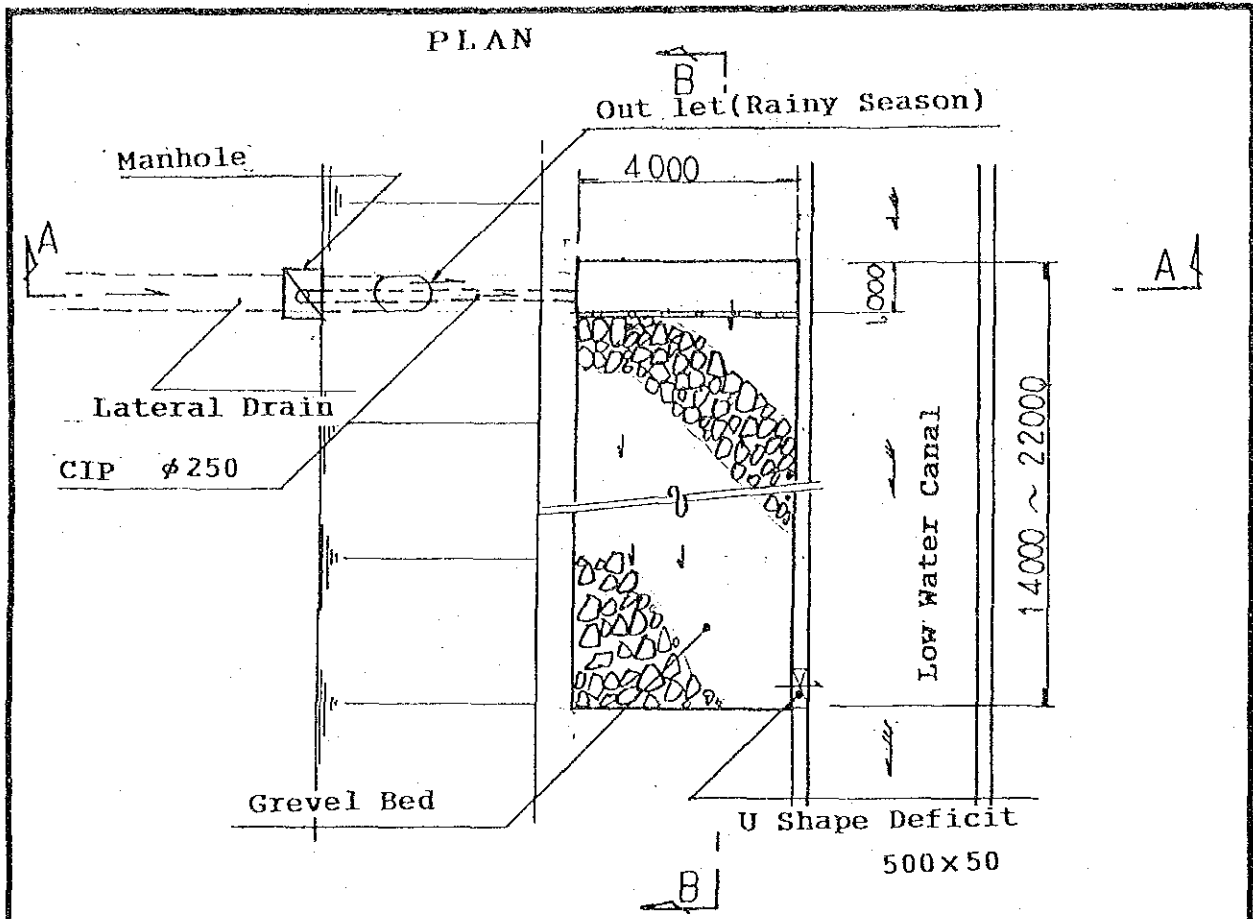 PLAN
B
Out let(Rainy Season)
Manhole
4000
A
A
1000
Lateral Drain
CIP ϕ250
Low Water Canal
14000 ~ 22000
Grevel Bed
U Shape Deficit
500×50
B